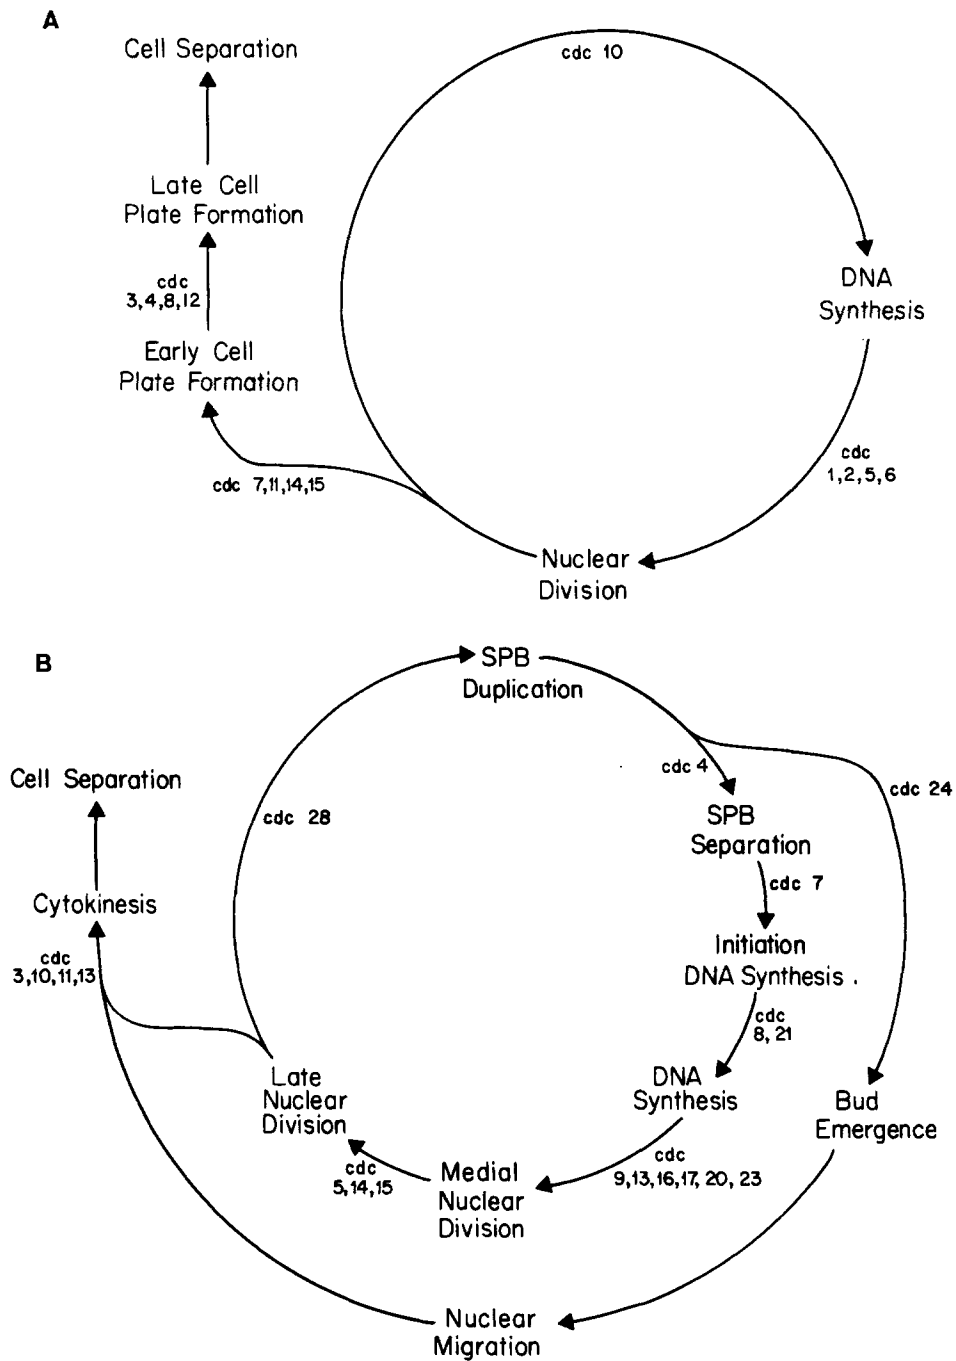 A
Cell Separation
cdc 10
Late Cell
Plate Formation
cdc
3,4,8,12
DNA
Synthesis
Early Cell
Plate Formation
cdc
1,2,5,6
cdc 7,11,14,15
Nuclear
Division
B
SPB
Duplication
cdc 4
Cell Separation
cdc 24
cdc 28
SPB
Separation
cdc 7
Cytokinesis
Initiation
DNA Synthesis .
cdc
3,10,11,13
cdc
8, 21
Late
Nuclear
Division
DNA
Synthesis
Bud
Emergence
cdc
5,14,15
Medial
Nuclear
Division
cdc
9,13,16,17, 20, 23
Nuclear
Migration